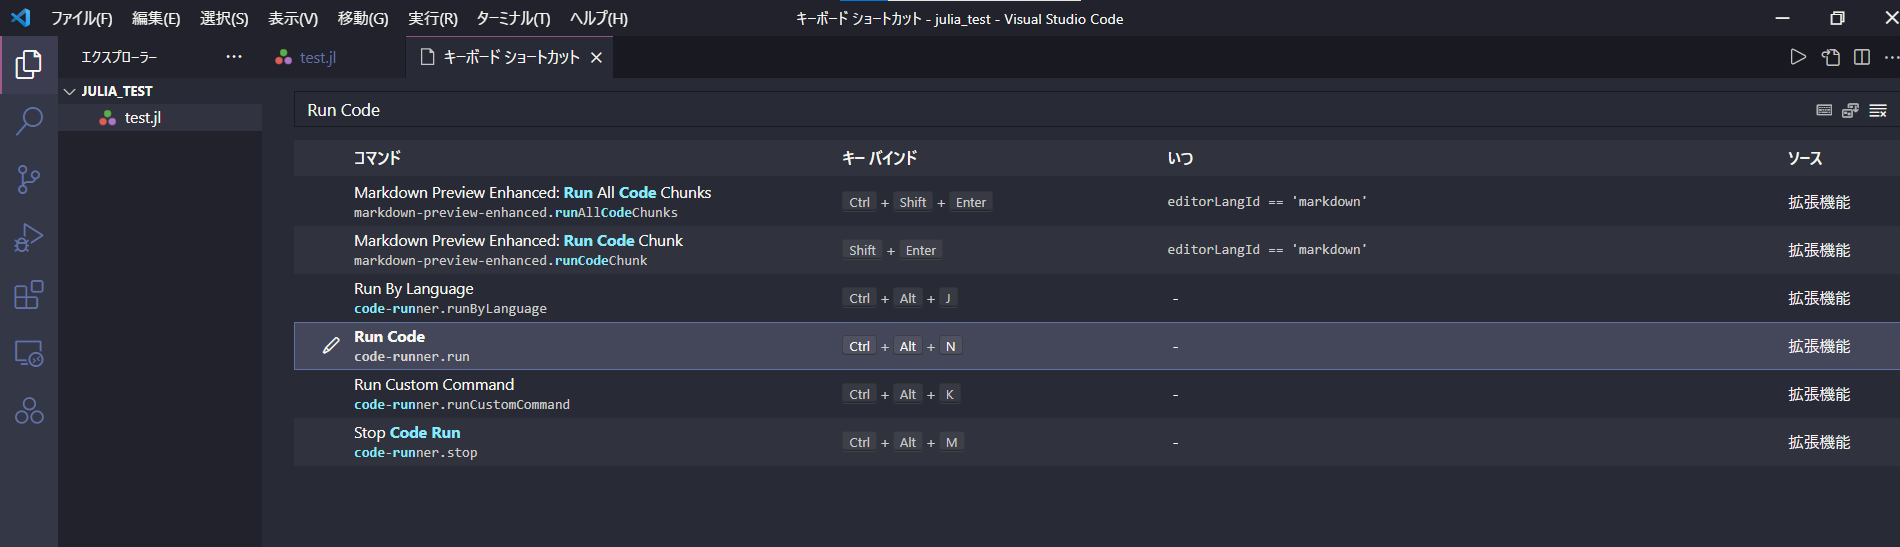 ファイル(F) 編集(E) 選択(S) 表示(V) 移動(G) 実行(R) ターミナル(T) ヘルプ(H) キーボード ショートカット - julia_test - Visual Studio Code
エクスプローラー ··· test.jl キーボード ショートカット
JULIA_TEST
test.jl
Run Code
コマンド キー バインド いつ ソース
Markdown Preview Enhanced: Run All Code Chunks
markdown-preview-enhanced.runAllCodeChunks
Ctrl + Shift + Enter editorLangId == 'markdown' 拡張機能
Markdown Preview Enhanced: Run Code Chunk
markdown-preview-enhanced.runCodeChunk
Shift + Enter editorLangId == 'markdown' 拡張機能
Run By Language
code-runner.runByLanguage
Ctrl + Alt + J - 拡張機能
Run Code
code-runner.run
Ctrl + Alt + N - 拡張機能
Run Custom Command
code-runner.runCustomCommand
Ctrl + Alt + K - 拡張機能
Stop Code Run
code-runner.stop
Ctrl + Alt + M - 拡張機能